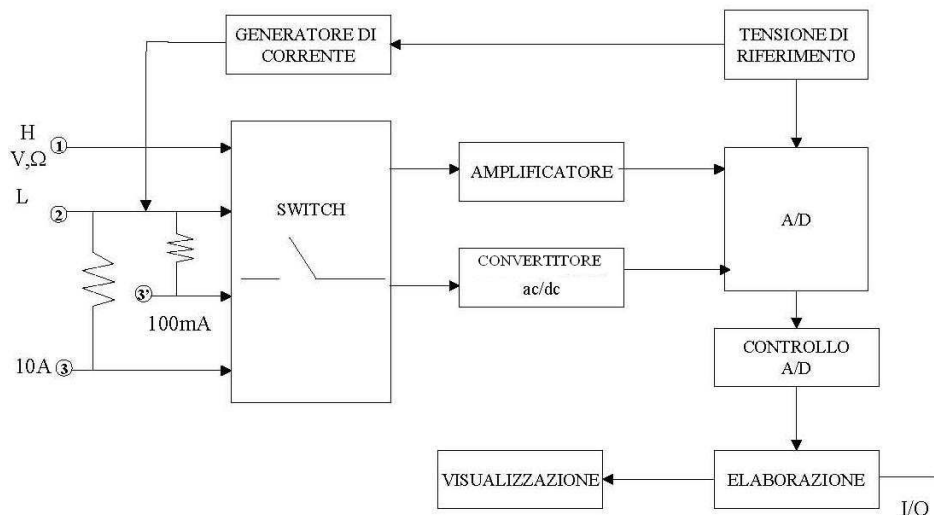 GENERATORE DI
CORRENTE
TENSIONE DI
RIFERIMENTO
H
V,Ω
1
L
2
SWITCH
AMPLIFICATORE
A/D
CONVERTITORE
ac/dc
3'
100mA
10A 3
CONTROLLO
A/D
VISUALIZZAZIONE
ELABORAZIONE
I/O